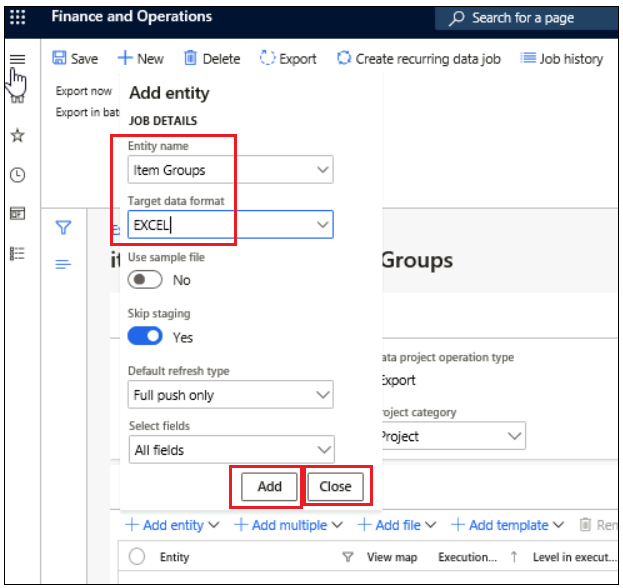 Finance and Operations
Search for a page
Save New Delete Export Create recurring data job Job history
Export now
Export in bat
Add entity
JOB DETAILS
Entity name
Item Groups
Target data format
EXCEL
Use sample file
No
Skip staging
Yes
Default refresh type
Full push only
Select fields
All fields
Add Close
Groups
ata project operation type
Export
roject category
Project
Add entity Add multiple Add file Add template Ren
Entity View map Execution... Level in execut...